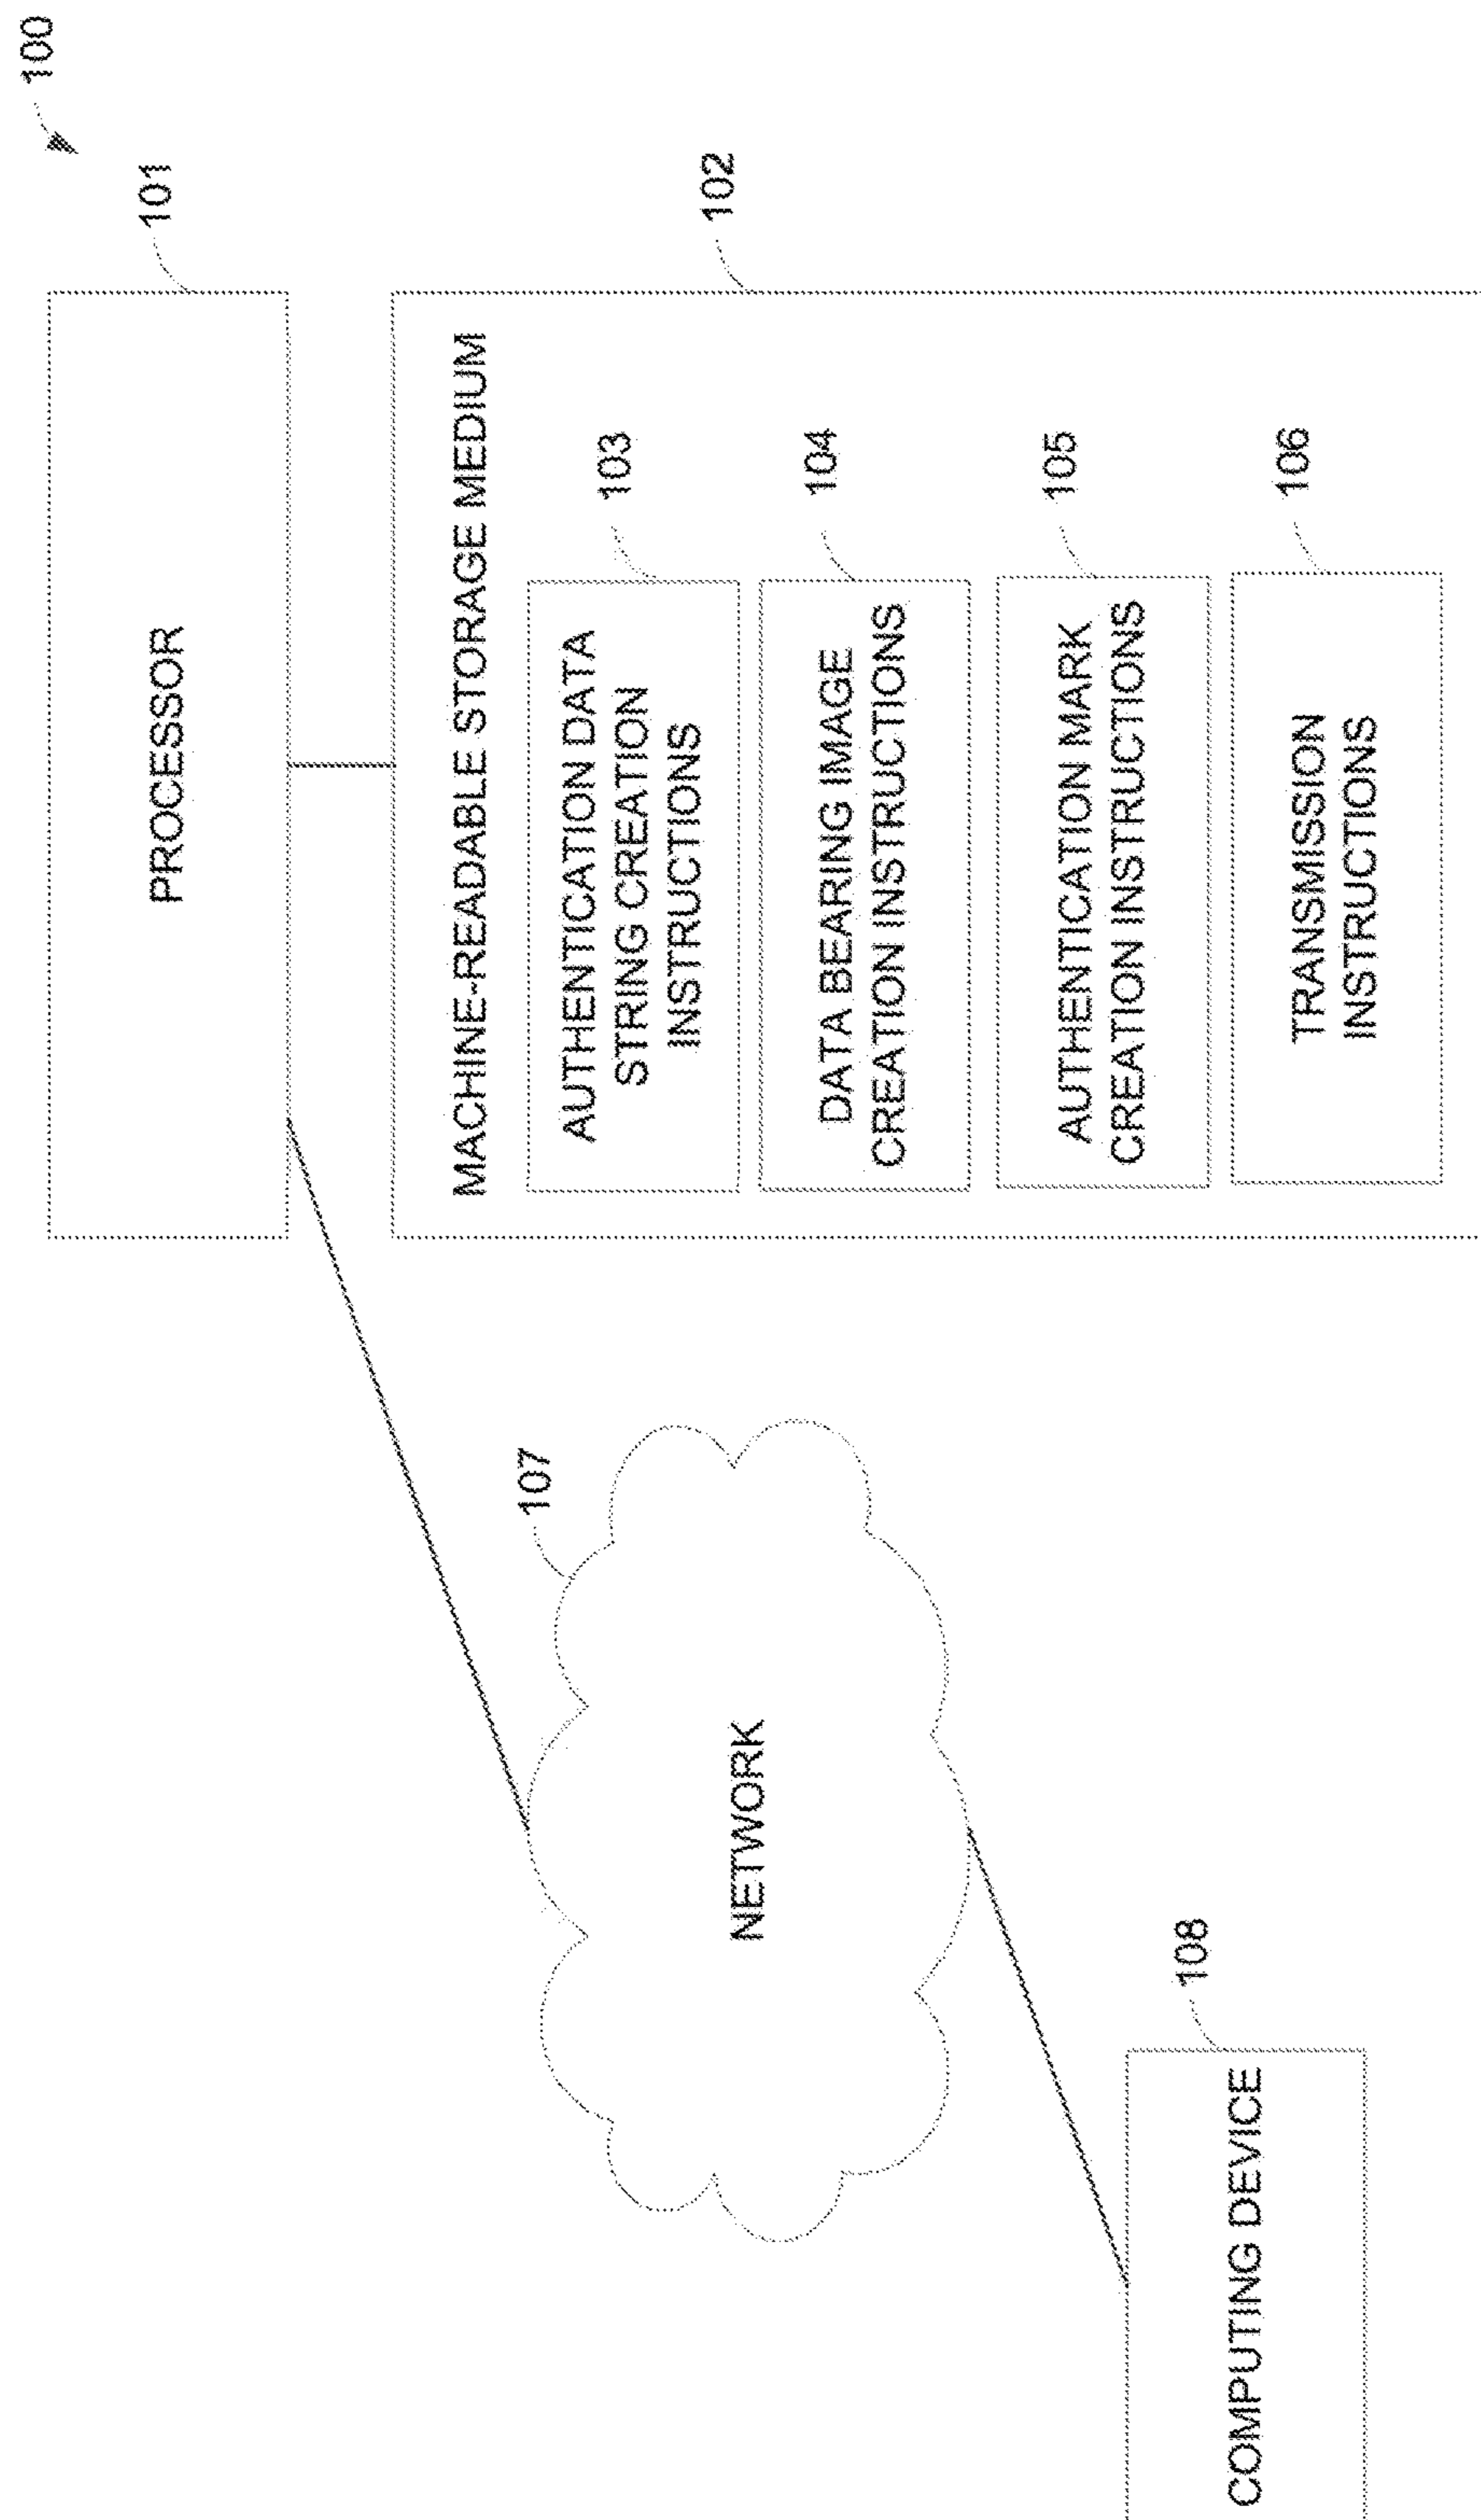 100
101
PROCESSOR
102
MACHINE-READABLE STORAGE MEDIUM
103
AUTHENTICATION DATA
STRING CREATION
INSTRUCTIONS
104
DATA BEARING IMAGE
CREATION INSTRUCTIONS
105
AUTHENTICATION MARK
CREATION INSTRUCTIONS
106
TRANSMISSION
INSTRUCTIONS
107
NETWORK
108
COMPUTING DEVICE